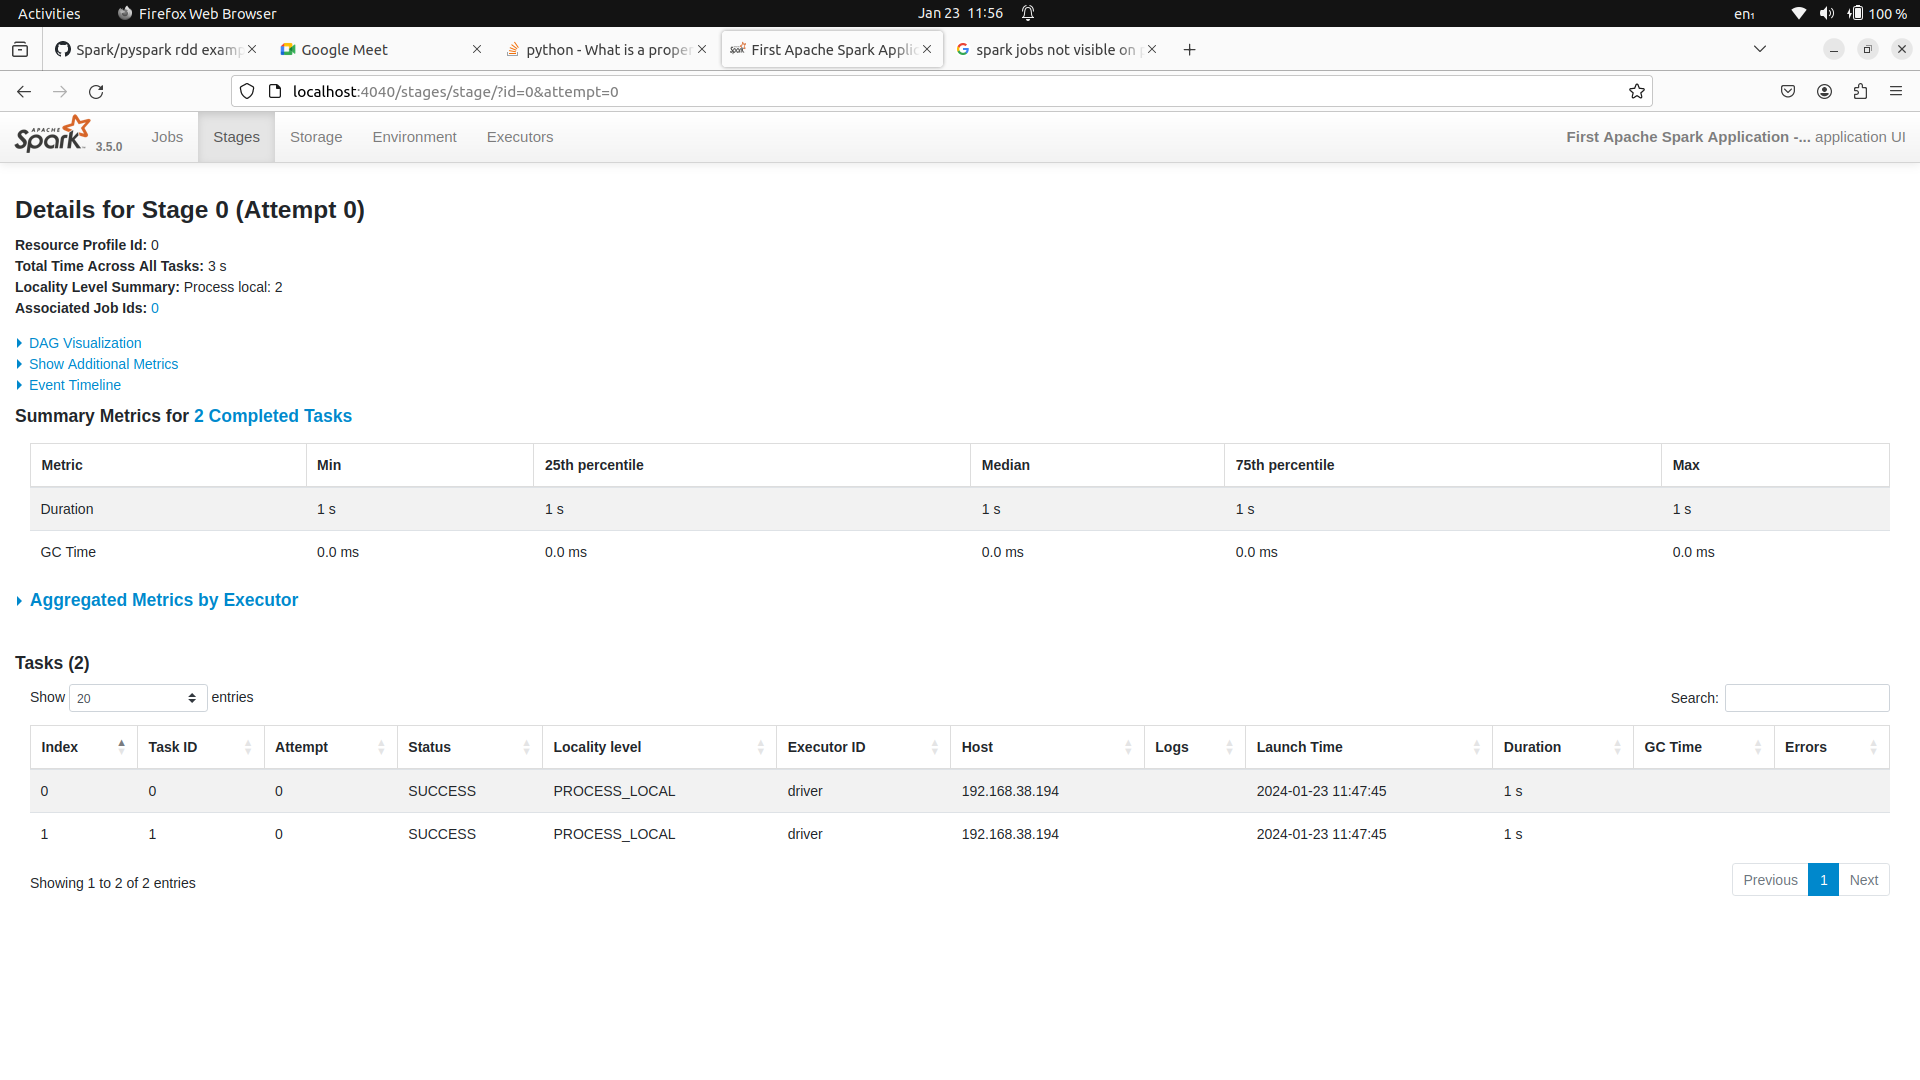 Activities Firefox Web Browser Jan 23 11:56 en₁ 100 %
Spark/pyspark rdd examp Google Meet python - What is a proper First Apache Spark Applic spark jobs not visible on p
localhost:4040/stages/stage/?id=0&attempt=0
APACHE Spark 3.5.0 Jobs Stages Storage Environment Executors First Apache Spark Application -... application UI
Details for Stage 0 (Attempt 0)
Resource Profile Id: 0
Total Time Across All Tasks: 3 s
Locality Level Summary: Process local: 2
Associated Job Ids: 0
DAG Visualization
Show Additional Metrics
Event Timeline
Summary Metrics for 2 Completed Tasks
Metric Min 25th percentile Median 75th percentile Max
Duration 1 s 1 s 1 s 1 s 1 s
GC Time 0.0 ms 0.0 ms 0.0 ms 0.0 ms 0.0 ms
Aggregated Metrics by Executor
Tasks (2)
Show 20 entries Search:
Index Task ID Attempt Status Locality level Executor ID Host Logs Launch Time Duration GC Time Errors
0 0 0 SUCCESS PROCESS_LOCAL driver 192.168.38.194 2024-01-23 11:47:45 1 s
1 1 0 SUCCESS PROCESS_LOCAL driver 192.168.38.194 2024-01-23 11:47:45 1 s
Showing 1 to 2 of 2 entries Previous 1 Next